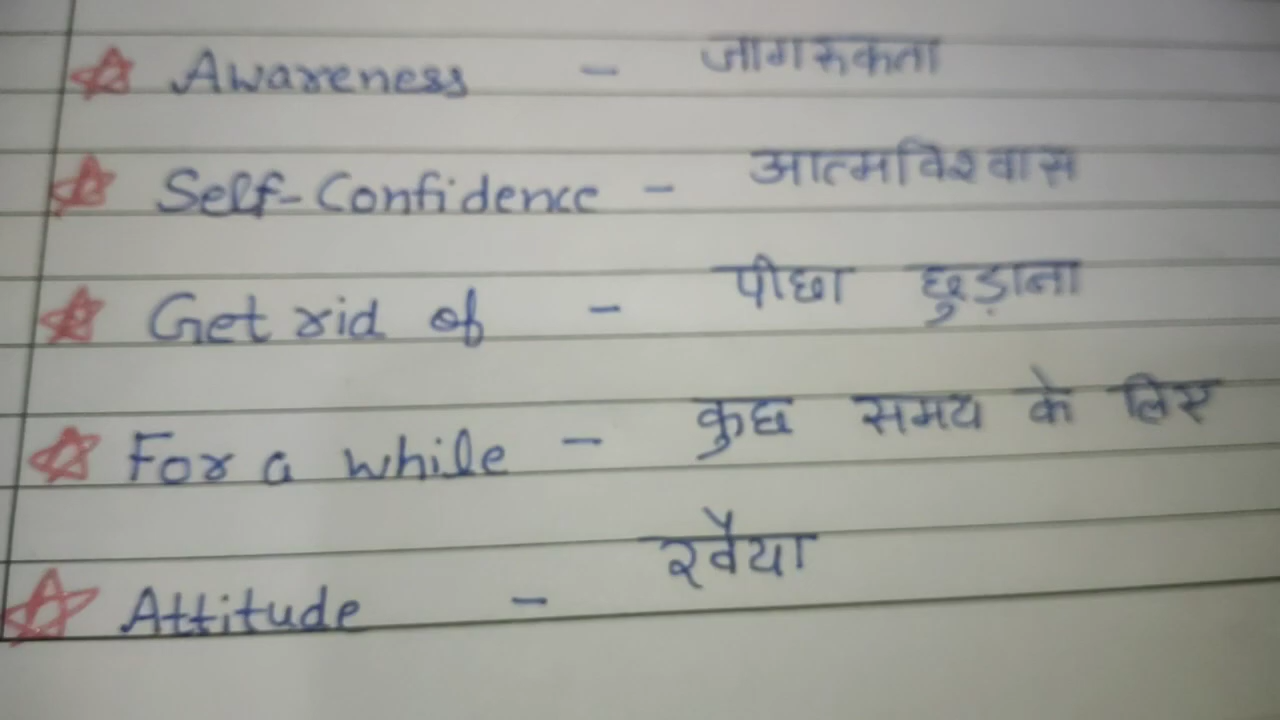 Awareness - जागरुकता
Self-Confidence - आत्मविश्वास
Get rid of - पीछा छुड़ाना
For a while - कुछ समय के लिए
Attitude - रवैया